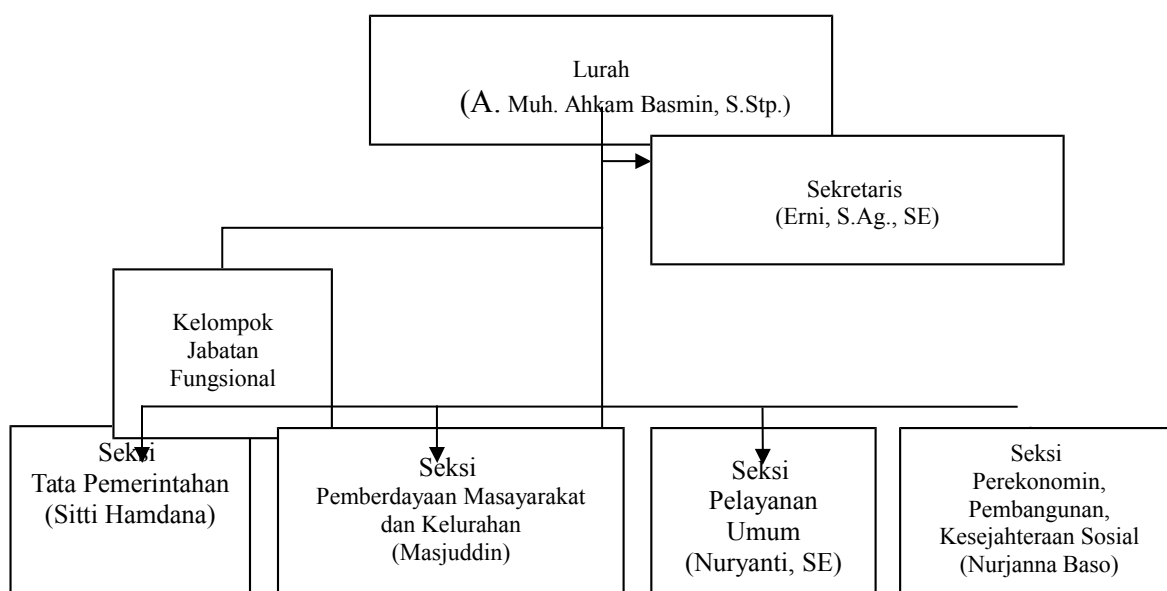 Lurah
(A. Muh. Ahkam Basmin, S.Stp.)
Sekretaris
(Erni, S.Ag., SE)
Kelompok
Jabatan
Fungsional
Seksi
Tata Pemerintahan
(Sitti Hamdana)
Seksi
Pemberdayaan Masayarakat
dan Kelurahan
(Masjuddin)
Seksi
Pelayanan
Umum
(Nuryanti, SE)
Seksi
Perekonomin,
Pembangunan,
Kesejahteraan Sosial
(Nurjanna Baso)